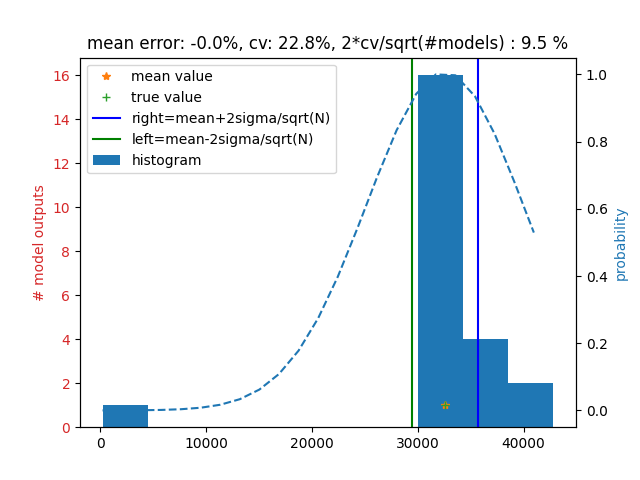 mean error: -0.0%, cv: 22.8%, 2*cv/sqrt(#models) : 9.5 %
mean value
true value
right=mean+2sigma/sqrt(N)
left=mean-2sigma/sqrt(N)
histogram
# model outputs
16
14
12
10
8
6
4
2
0
1.0
0.8
0.6
0.4
0.2
0.0
probability
0
10000
20000
30000
40000